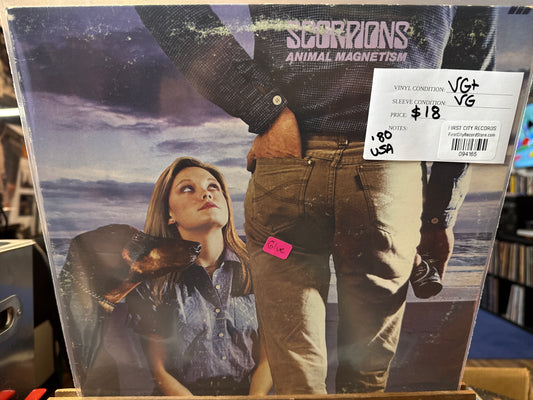 SCORPIONS
ANIMAL MAGNETISM
VINYL CONDITION: VG+
SLEEVE CONDITION: VG
PRICE: $18
NOTES:
'80
USA
FIRST CITY RECORDS
FirstCityRecordStore.com
094165
Glue